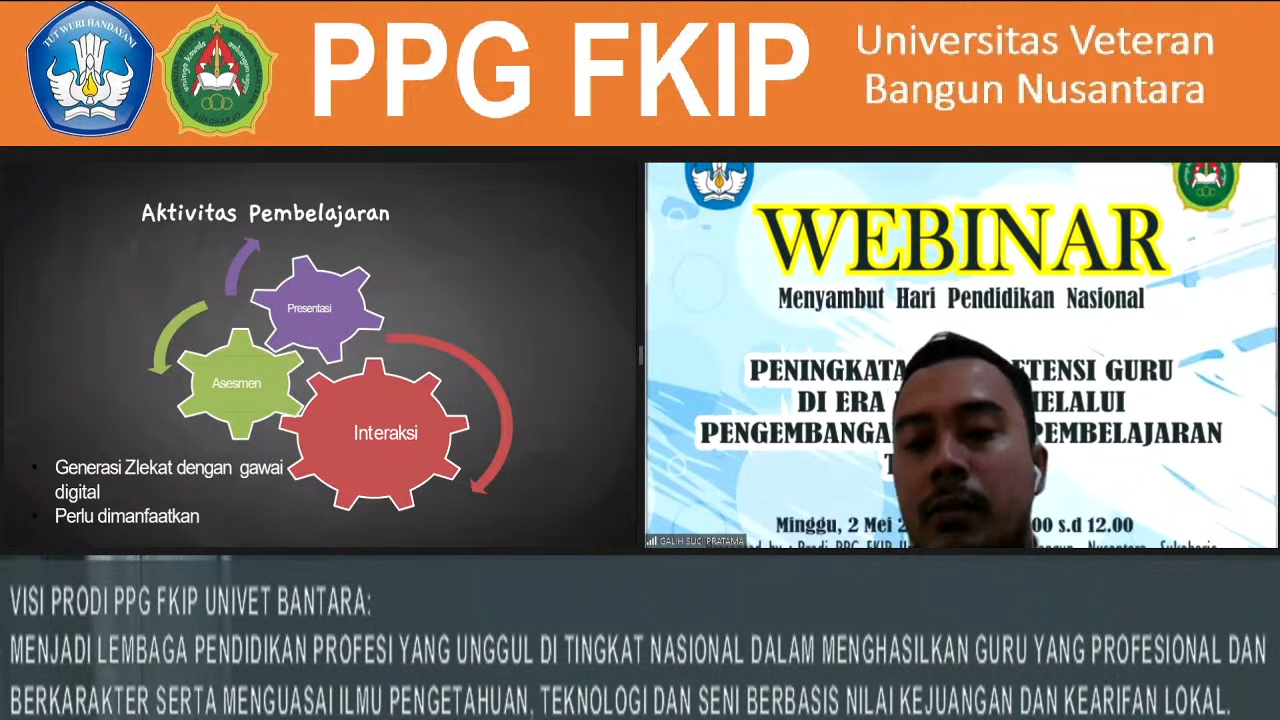 TUT WURI HANDAYANI
SUKOHARJO
PPG FKIP
Universitas Veteran
Bangun Nusantara
Aktivitas Pembelajaran
Presentasi
Asesmen
Interaksi
• Generasi Zlekat dengan gawai
digital
• Perlu dimanfaatkan
WEBINAR
Menyambut Hari Pendidikan Nasional
PENINGKATA ETENSI GURU
DI ERA MELALUI
PENGEMBANGA PEMBELAJARAN
Minggu, 2 Mei 2 00 s.d 12.00
GALIH SUCI PRATAMA
VISI PRODI PPG FKIP UNIVET BANTARA:
MENJADI LEMBAGA PENDIDIKAN PROFESI YANG UNGGUL DI TINGKAT NASIONAL DALAM MENGHASILKAN GURU YANG PROFESIONAL DAN
BERKARAKTER SERTA MENGUASAI ILMU PENGETAHUAN, TEKNOLOGI DAN SENI BERBASIS NILAI KEJUANGAN DAN KEARIFAN LOKAL.